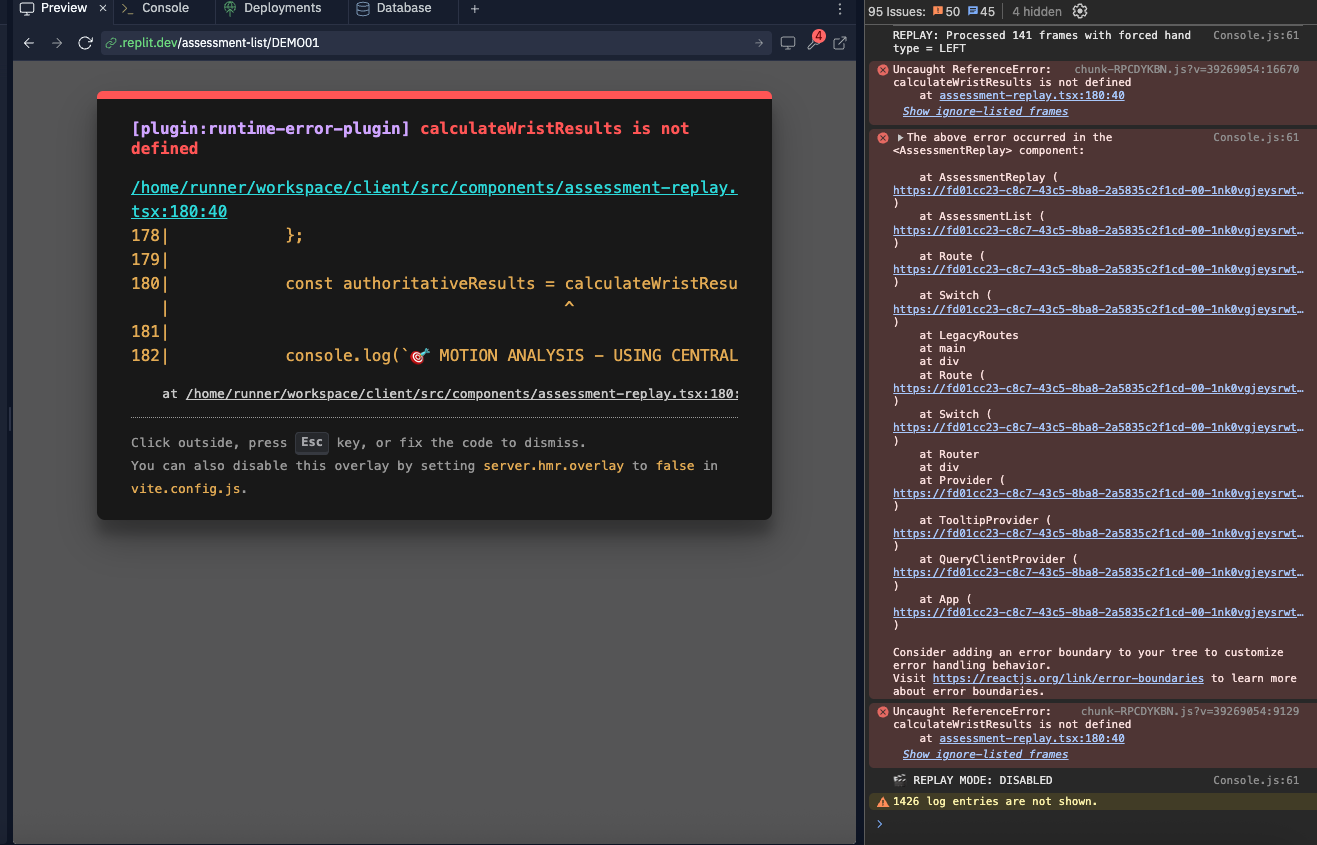 Preview ×
Console
Deployments
Database
+
.replit.dev/assessment-list/DEMO01
4
[plugin:runtime-error-plugin] calculateWristResults is not
defined
/home/runner/workspace/client/src/components/assessment-replay.
tsx:180:40
178| };
179|
180| const authoritativeResults = calculateWristResu
| ^
181|
182| console.log(`🎯 MOTION ANALYSIS - USING CENTRAL
at /home/runner/workspace/client/src/components/assessment-replay.tsx:180:
Click outside, press Esc key, or fix the code to dismiss.
You can also disable this overlay by setting server.hmr.overlay to false in
vite.config.js.
95 Issues: 50 45 4 hidden
REPLAY: Processed 141 frames with forced hand Console.js:61
type = LEFT
Uncaught ReferenceError: chunk-RPCDYKBN.js?v=39269054:16670
calculateWristResults is not defined
at assessment-replay.tsx:180:40
Show ignore-listed frames
The above error occurred in the Console.js:61
<AssessmentReplay> component:
at AssessmentReplay (
https://fd01cc23-c8c7-43c5-8ba8-2a5835c2f1cd-00-1nk0vgjeysrwt…
)
at AssessmentList (
https://fd01cc23-c8c7-43c5-8ba8-2a5835c2f1cd-00-1nk0vgjeysrwt…
)
at Route (
https://fd01cc23-c8c7-43c5-8ba8-2a5835c2f1cd-00-1nk0vgjeysrwt…
)
at Switch (
https://fd01cc23-c8c7-43c5-8ba8-2a5835c2f1cd-00-1nk0vgjeysrwt…
)
at LegacyRoutes
at main
at div
at Route (
https://fd01cc23-c8c7-43c5-8ba8-2a5835c2f1cd-00-1nk0vgjeysrwt…
)
at Switch (
https://fd01cc23-c8c7-43c5-8ba8-2a5835c2f1cd-00-1nk0vgjeysrwt…
)
at Router
at div
at Provider (
https://fd01cc23-c8c7-43c5-8ba8-2a5835c2f1cd-00-1nk0vgjeysrwt…
)
at TooltipProvider (
https://fd01cc23-c8c7-43c5-8ba8-2a5835c2f1cd-00-1nk0vgjeysrwt…
)
at QueryClientProvider (
https://fd01cc23-c8c7-43c5-8ba8-2a5835c2f1cd-00-1nk0vgjeysrwt…
)
at App (
https://fd01cc23-c8c7-43c5-8ba8-2a5835c2f1cd-00-1nk0vgjeysrwt…
)
Consider adding an error boundary to your tree to customize
error handling behavior.
Visit https://reactjs.org/link/error-boundaries to learn more
about error boundaries.
Uncaught ReferenceError: chunk-RPCDYKBN.js?v=39269054:9129
calculateWristResults is not defined
at assessment-replay.tsx:180:40
Show ignore-listed frames
🎬 REPLAY MODE: DISABLED Console.js:61
1426 log entries are not shown.